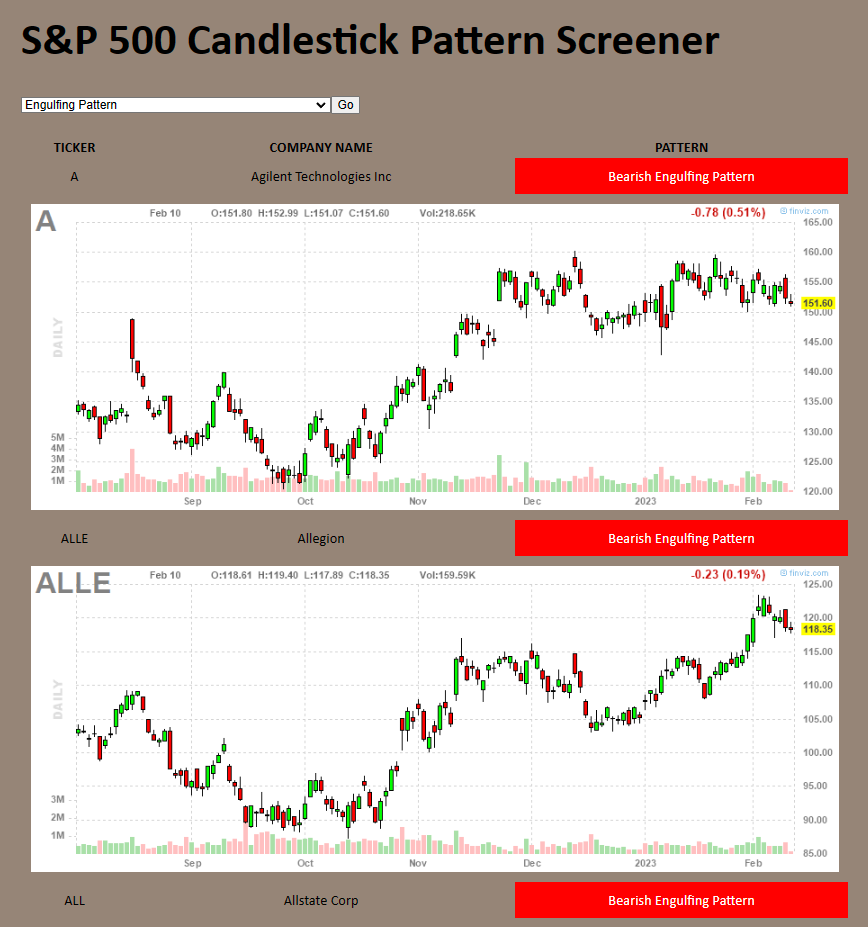 S&P 500 Candlestick Pattern Screener
Engulfing Pattern Go
TICKER COMPANY NAME PATTERN
A Agilent Technologies Inc Bearish Engulfing Pattern
A Feb 10 O:151.80 H:152.99 L:151.07 C:151.60 Vol:218.65K -0.78 (0.51%) © finviz.com
165.00
160.00
155.00
151.60
150.00
DAILY
145.00
140.00
135.00
130.00
5M
4M
3M
125.00
2M
1M
120.00
Sep Oct Nov Dec 2023 Feb
ALLE Allegion Bearish Engulfing Pattern
ALLE Feb 10 O:118.61 H:119.40 L:117.89 C:118.35 Vol:159.59K -0.23 (0.19%) © finviz.com
125.00
120.00
118.35
115.00
110.00
DAILY
105.00
100.00
95.00
3M
90.00
2M
1M
85.00
Sep Oct Nov Dec 2023 Feb
ALL Allstate Corp Bearish Engulfing Pattern